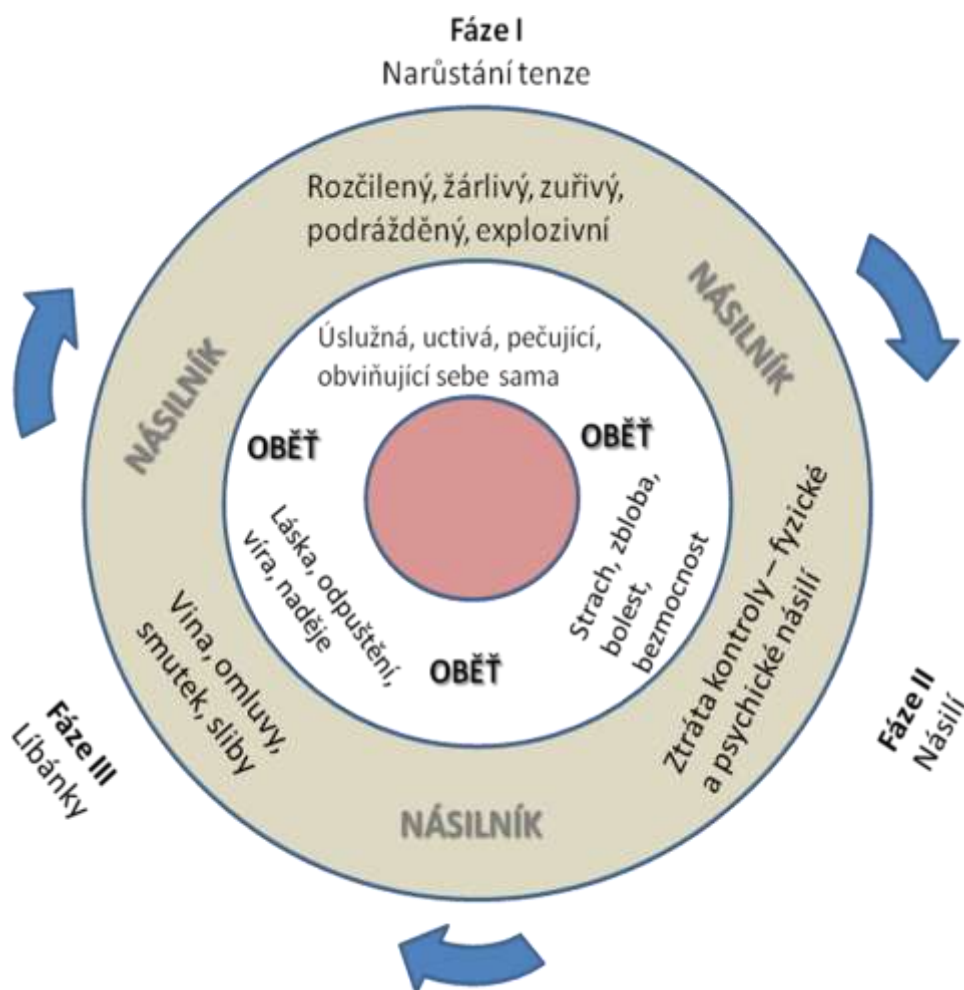 Fáze I
Narůstání tenze
Rozčilený, žárlivý, zuřivý,
podrážděný, explozivní
NÁSILNÍK
NÁSILNÍK
Úslužná, uctivá, pečující,
obviňující sebe sama
OBĚŤ
OBĚŤ
Strach, zbloba,
bolest,
bezmocnost
Ztráta kontroly – fyzické
a psychické násilí
Fáze II
Násilí
Láska, odpuštění,
víra, naděje
OBĚŤ
Vina, omluvy,
smutek, sliby
Fáze III
Líbánky
NÁSILNÍK